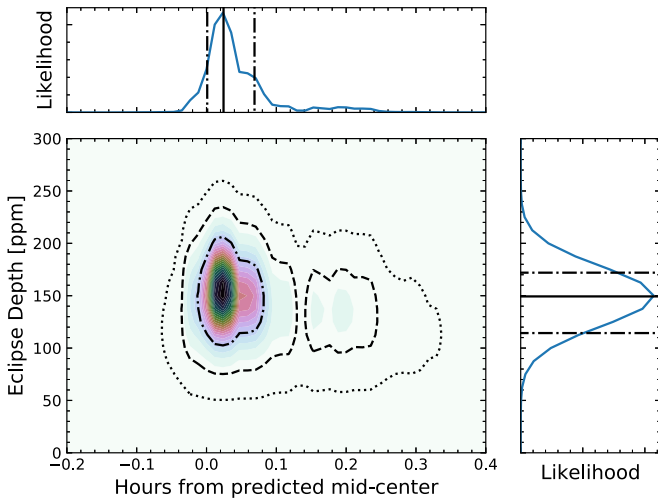 Likelihood
300
250
200
150
100
50
0
Eclipse Depth [ppm]
−0.2 −0.1 0.0 0.1 0.2 0.3 0.4
Hours from predicted mid-center
Likelihood